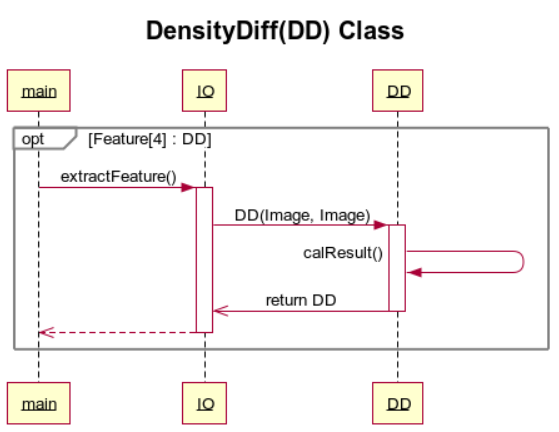 DensityDiff(DD) Class
main IO DD
opt [Feature[4] : DD]
extractFeature()
DD(Image, Image)
calResult()
return DD
main IO DD